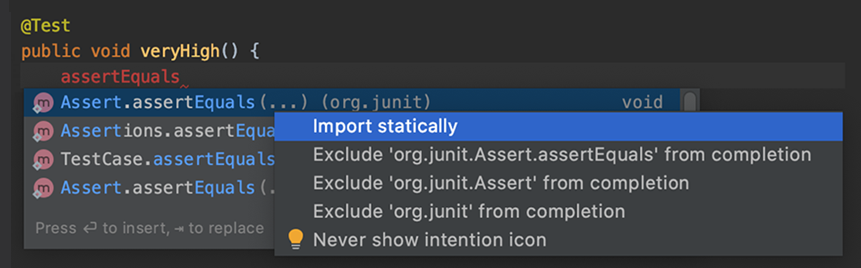 @Test
public void veryHigh() {
assertEquals
Assert.assertEquals(...) (org.junit) void
Assertions.assertEqua
TestCase.assertEquals
Assert.assertEquals(.
Press ⏎ to insert, ⇥ to replace
Import statically
Exclude 'org.junit.Assert.assertEquals' from completion
Exclude 'org.junit.Assert' from completion
Exclude 'org.junit' from completion
Never show intention icon